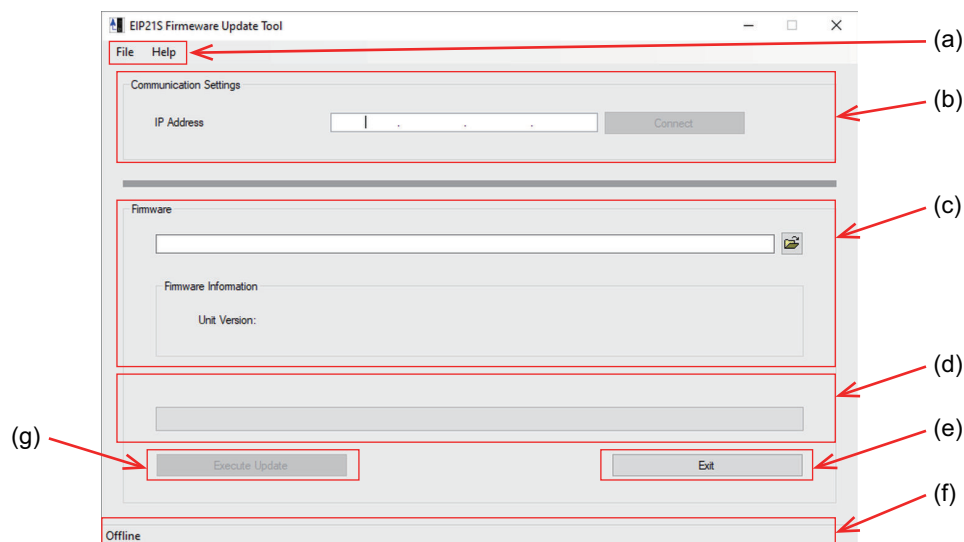 EIP21S Firmeware Update Tool
File Help
(a)
Communication Settings
(b)
IP Address . . . Connect
(c)
Firmware
Firmware Information
Unit Version:
(d)
(g)
(e)
Execute Update Exit
(f)
Offline